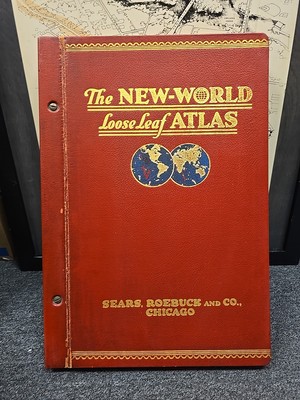 The NEW-WORLD
Loose Leaf ATLAS
SEARS, ROEBUCK AND CO.,
CHICAGO